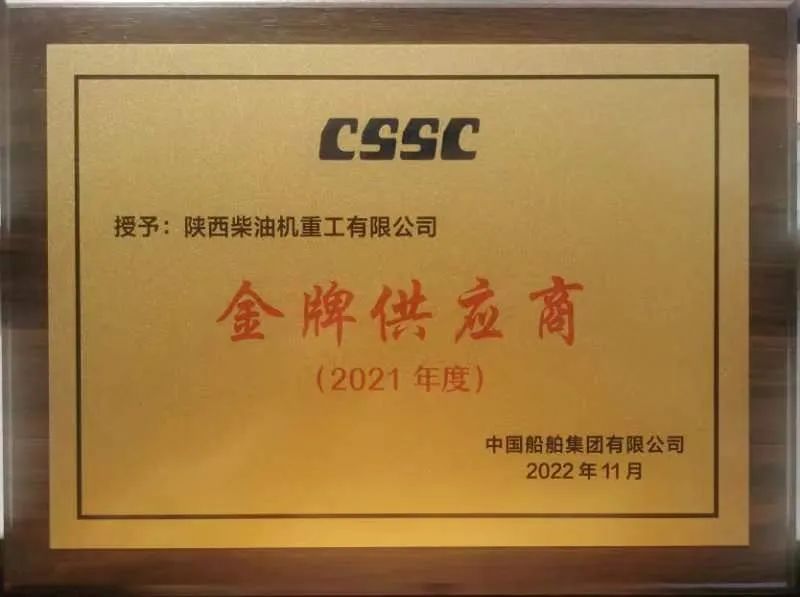 CSSC
授予：陕西柴油机重工有限公司
金牌供应商
（2021 年度）
中国船舶集团有限公司
2022 年 11 月